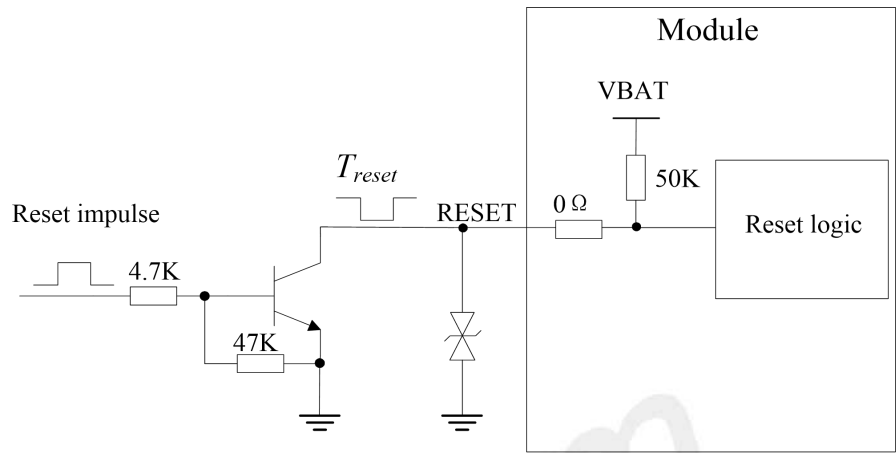 Module
VBAT
50K
Treset
Reset impulse
RESET
0 Ω
Reset logic
4.7K
47K